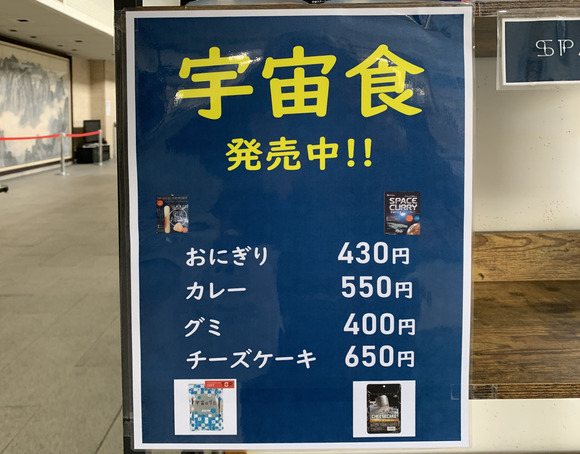 宇宙食
発売中!!
SPACE
CURRY
おにぎり 430円
カレー 550円
グミ 400円
チーズケーキ 650円